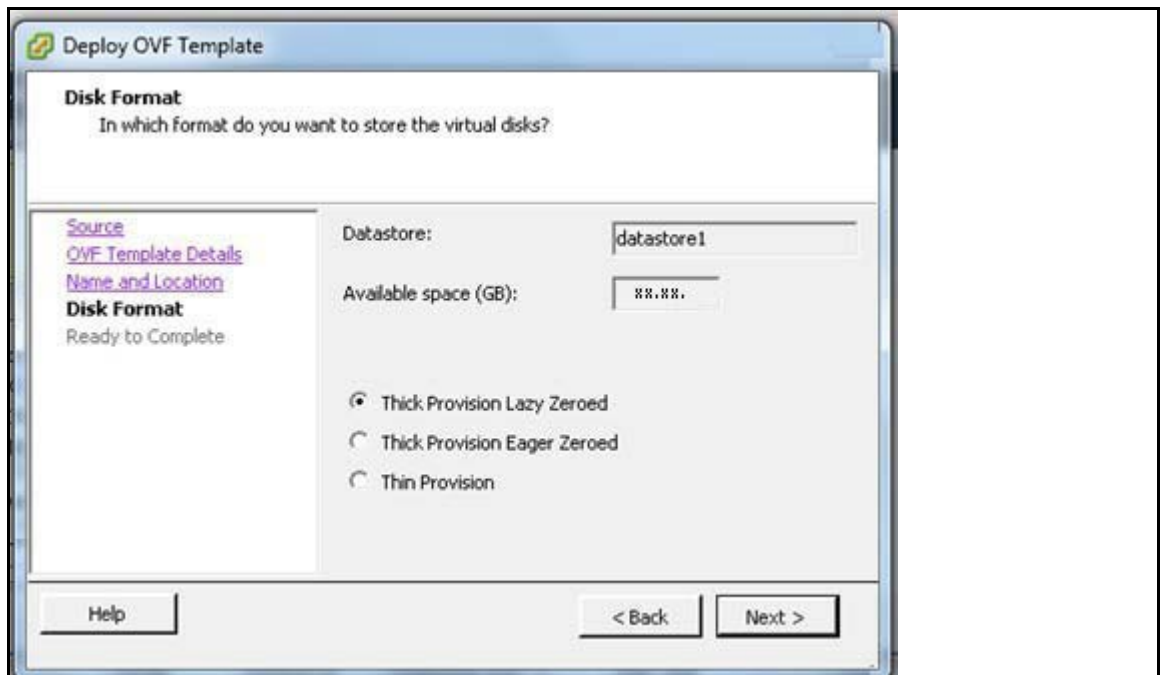 Deploy OVF Template
Disk Format
In which format do you want to store the virtual disks?
Source
OVF Template Details
Name and Location
Disk Format
Ready to Complete
Datastore:
datastore1
Available space (GB):
xx.xx.
Thick Provision Lazy Zeroed
Thick Provision Eager Zeroed
Thin Provision
Help
< Back
Next >